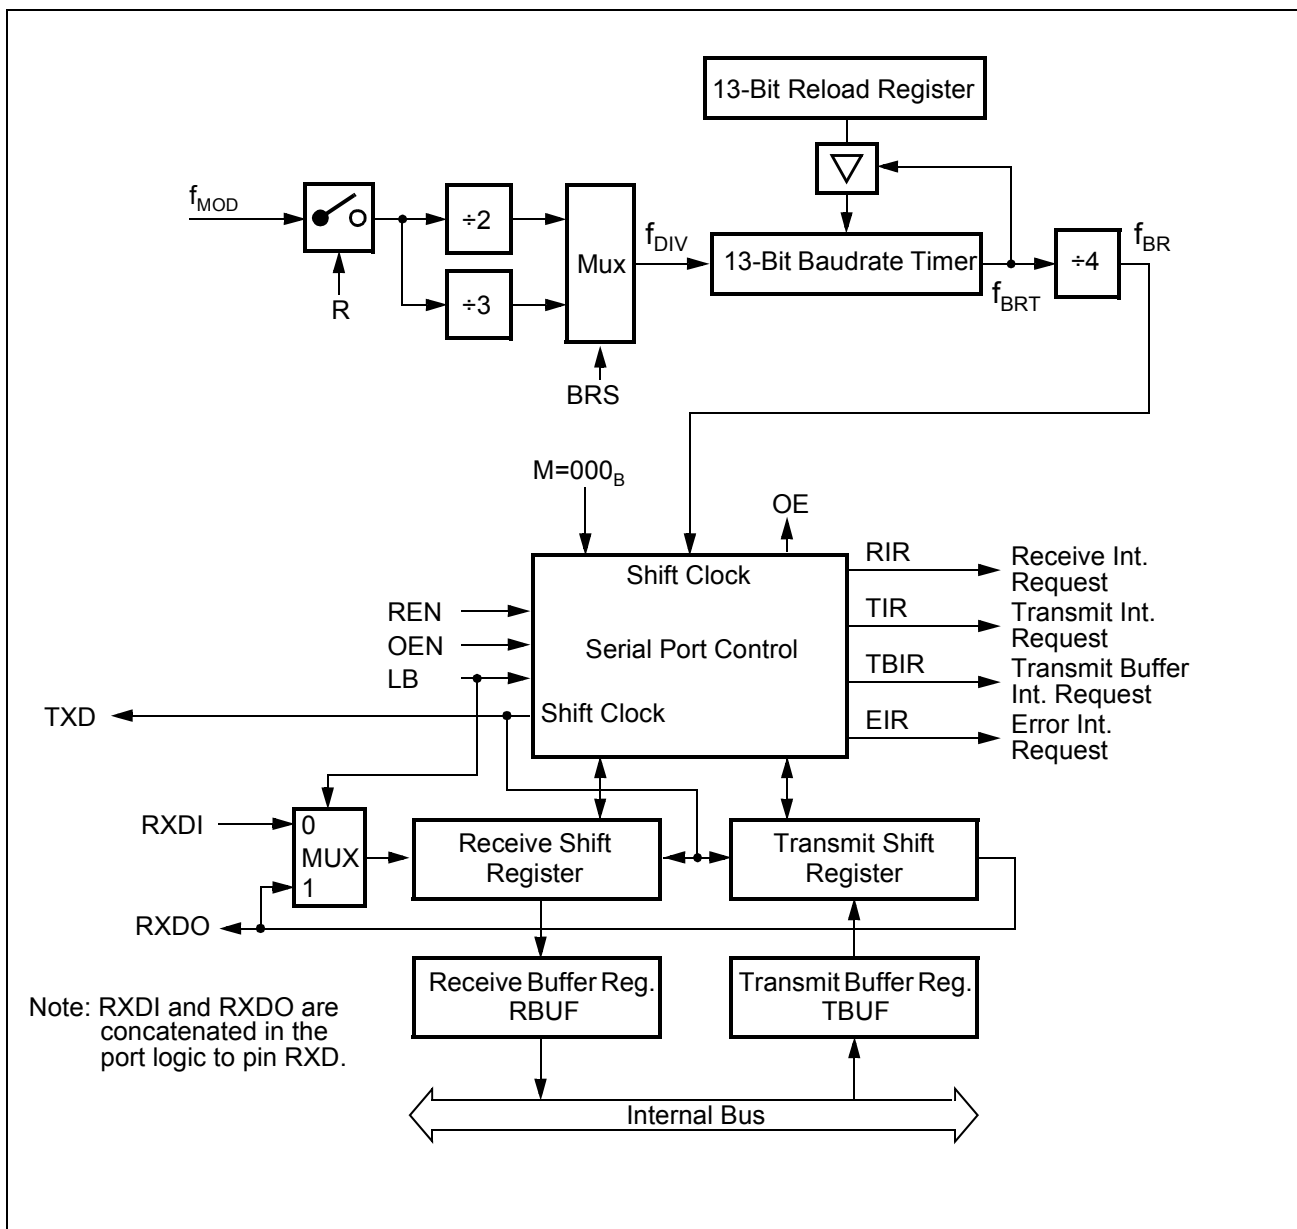 13-Bit Reload Register
fMOD
÷2
÷3
R
Mux
BRS
fDIV
13-Bit Baudrate Timer
fBRT
÷4
fBR
M=000B
OE
Shift Clock
Serial Port Control
Shift Clock
REN
OEN
LB
TXD
RIR
Receive Int.
Request
TIR
Transmit Int.
Request
TBIR
Transmit Buffer
Int. Request
EIR
Error Int.
Request
RXDI
0
MUX
1
RXDO
Receive Shift
Register
Transmit Shift
Register
Receive Buffer Reg.
RBUF
Transmit Buffer Reg.
TBUF
Note: RXDI and RXDO are
concatenated in the
port logic to pin RXD.
Internal Bus